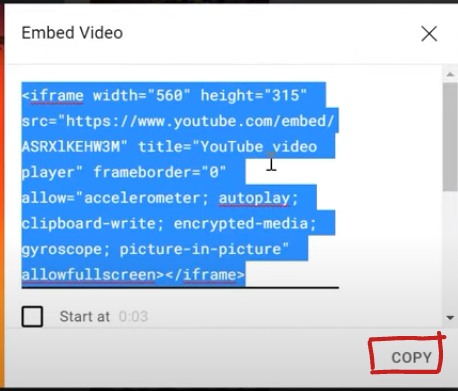 Embed Video
<iframe width="560" height="315"
src="https://www.youtube.com/embed/
ASRXlKEHW3M" title="YouTube video
player" frameborder="0"
allow="accelerometer; autoplay;
clipboard-write; encrypted-media;
gyroscope; picture-in-picture"
allowfullscreen></iframe>
Start at 0:03
COPY